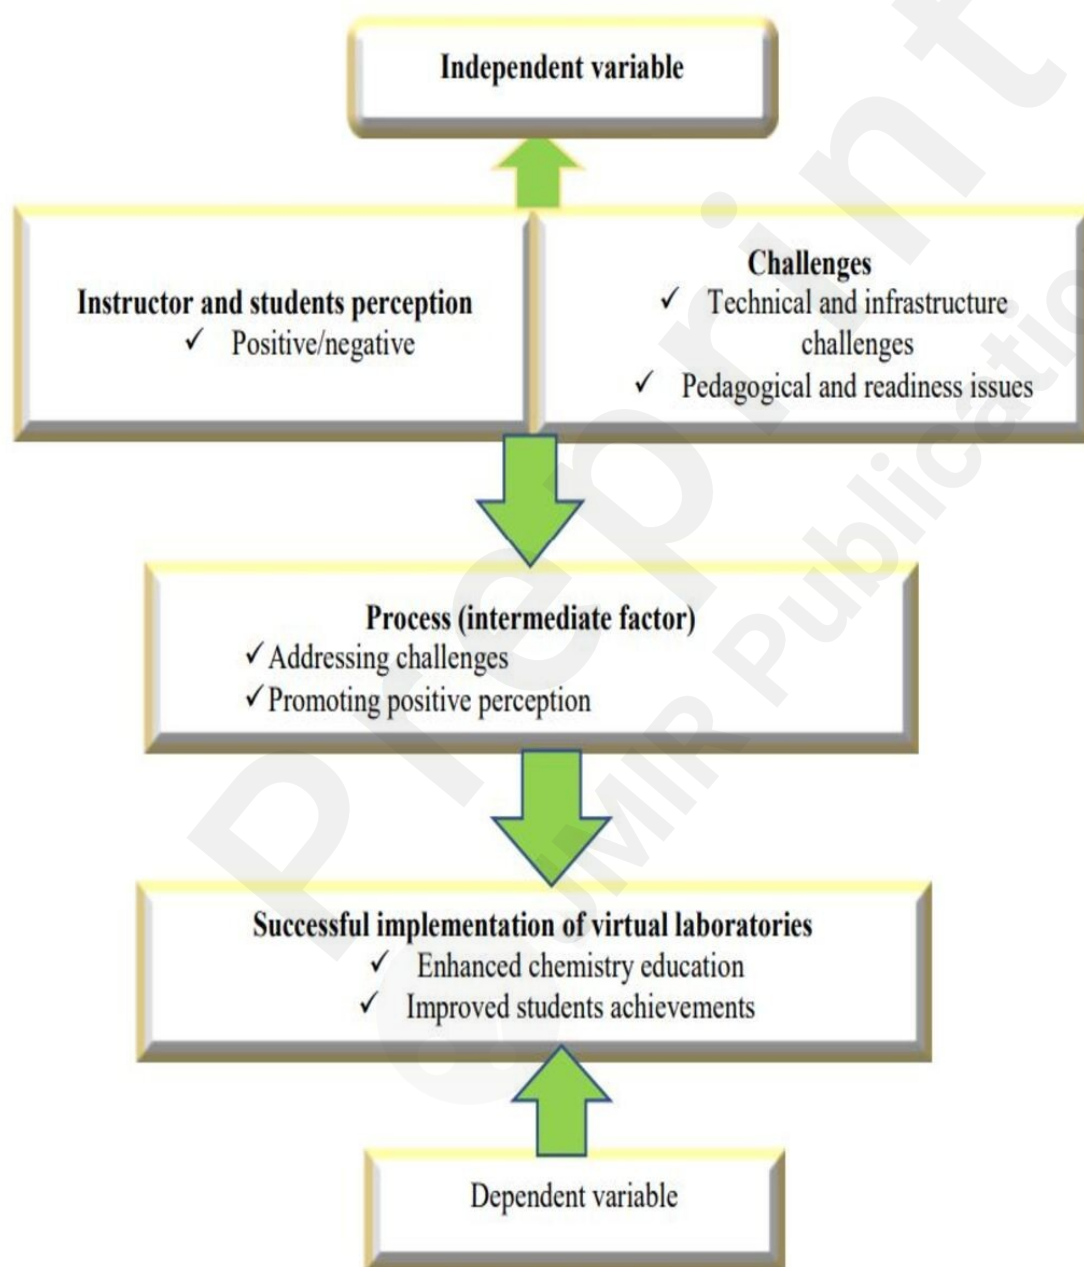 Independent variable
Instructor and students perception
✓ Positive/negative
Challenges
✓ Technical and infrastructure
challenges
✓ Pedagogical and readiness issues
Process (intermediate factor)
✓Addressing challenges
✓Promoting positive perception
Successful implementation of virtual laboratories
✓ Enhanced chemistry education
✓ Improved students achievements
Dependent variable
Preprint